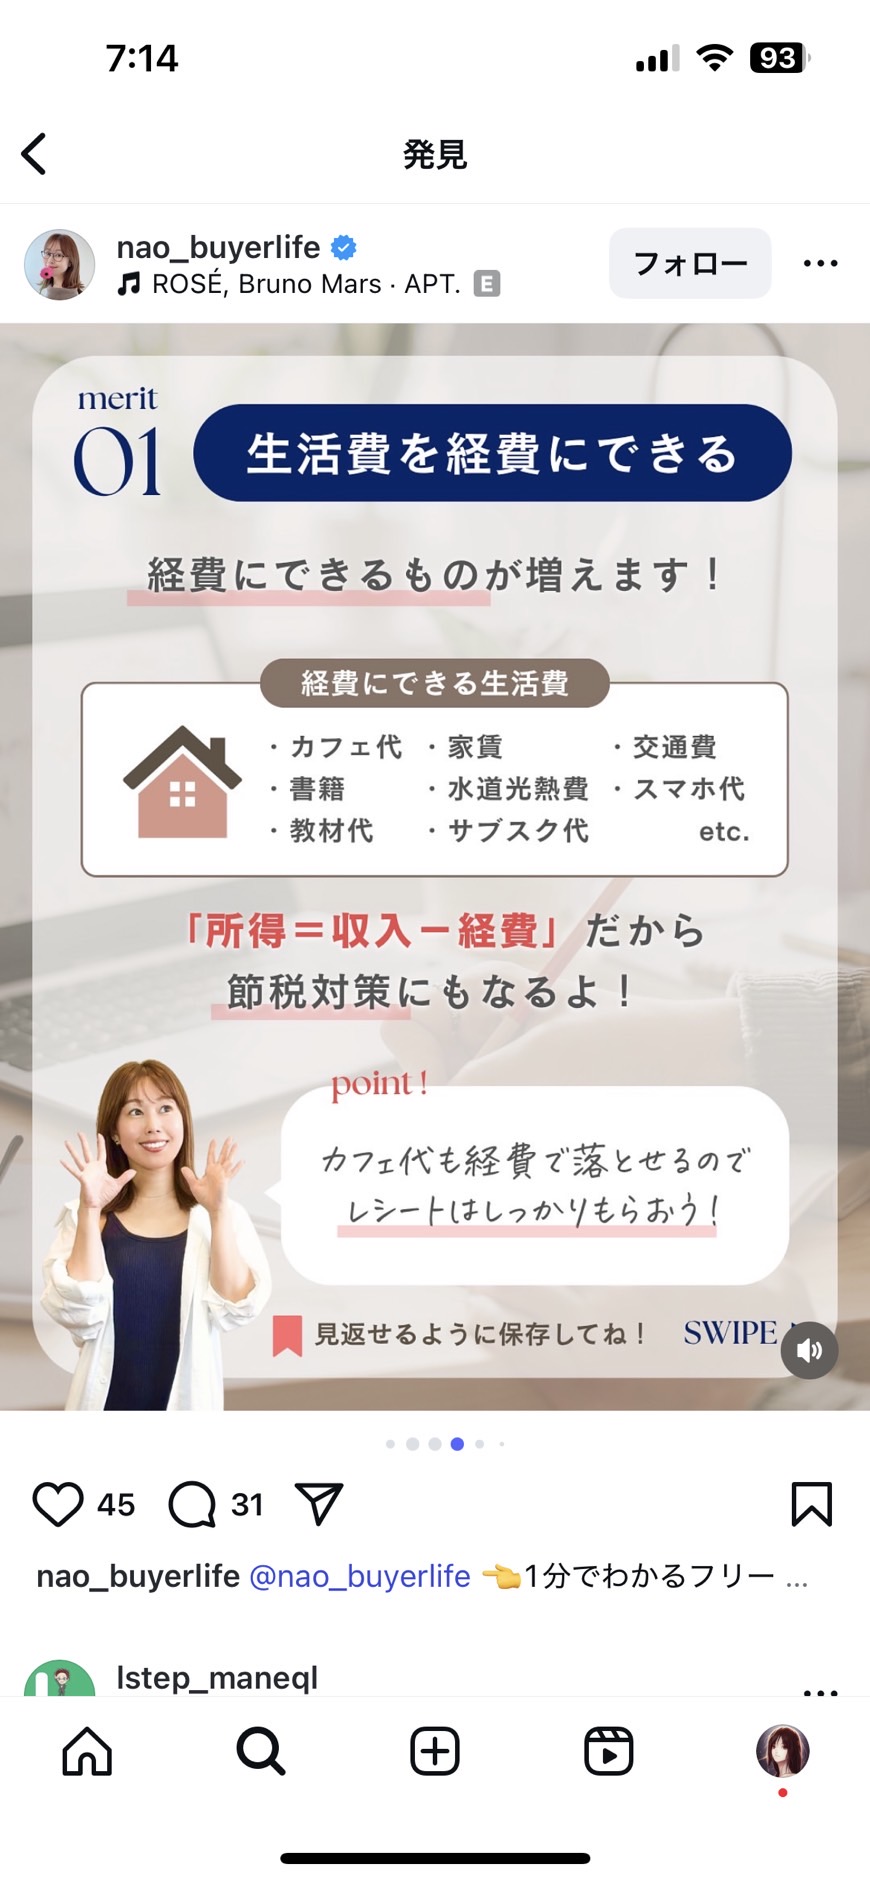 7:14
93
発見
nao_buyerlife
ROSÉ, Bruno Mars · APT. E
フォロー
merit
01
生活費を経費にできる
経費にできるものが増えます！
経費にできる生活費
・カフェ代 ・家賃 ・交通費
・書籍 ・水道光熱費 ・スマホ代
・教材代 ・サブスク代 etc.
「所得＝収入－経費」だから
節税対策にもなるよ！
point!
カフェ代も経費で落とせるので
レシートはしっかりもらおう！
見返せるように保存してね！ SWIPE
45 31
nao_buyerlife @nao_buyerlife 👈1分でわかるフリー ...
lstep_maneql